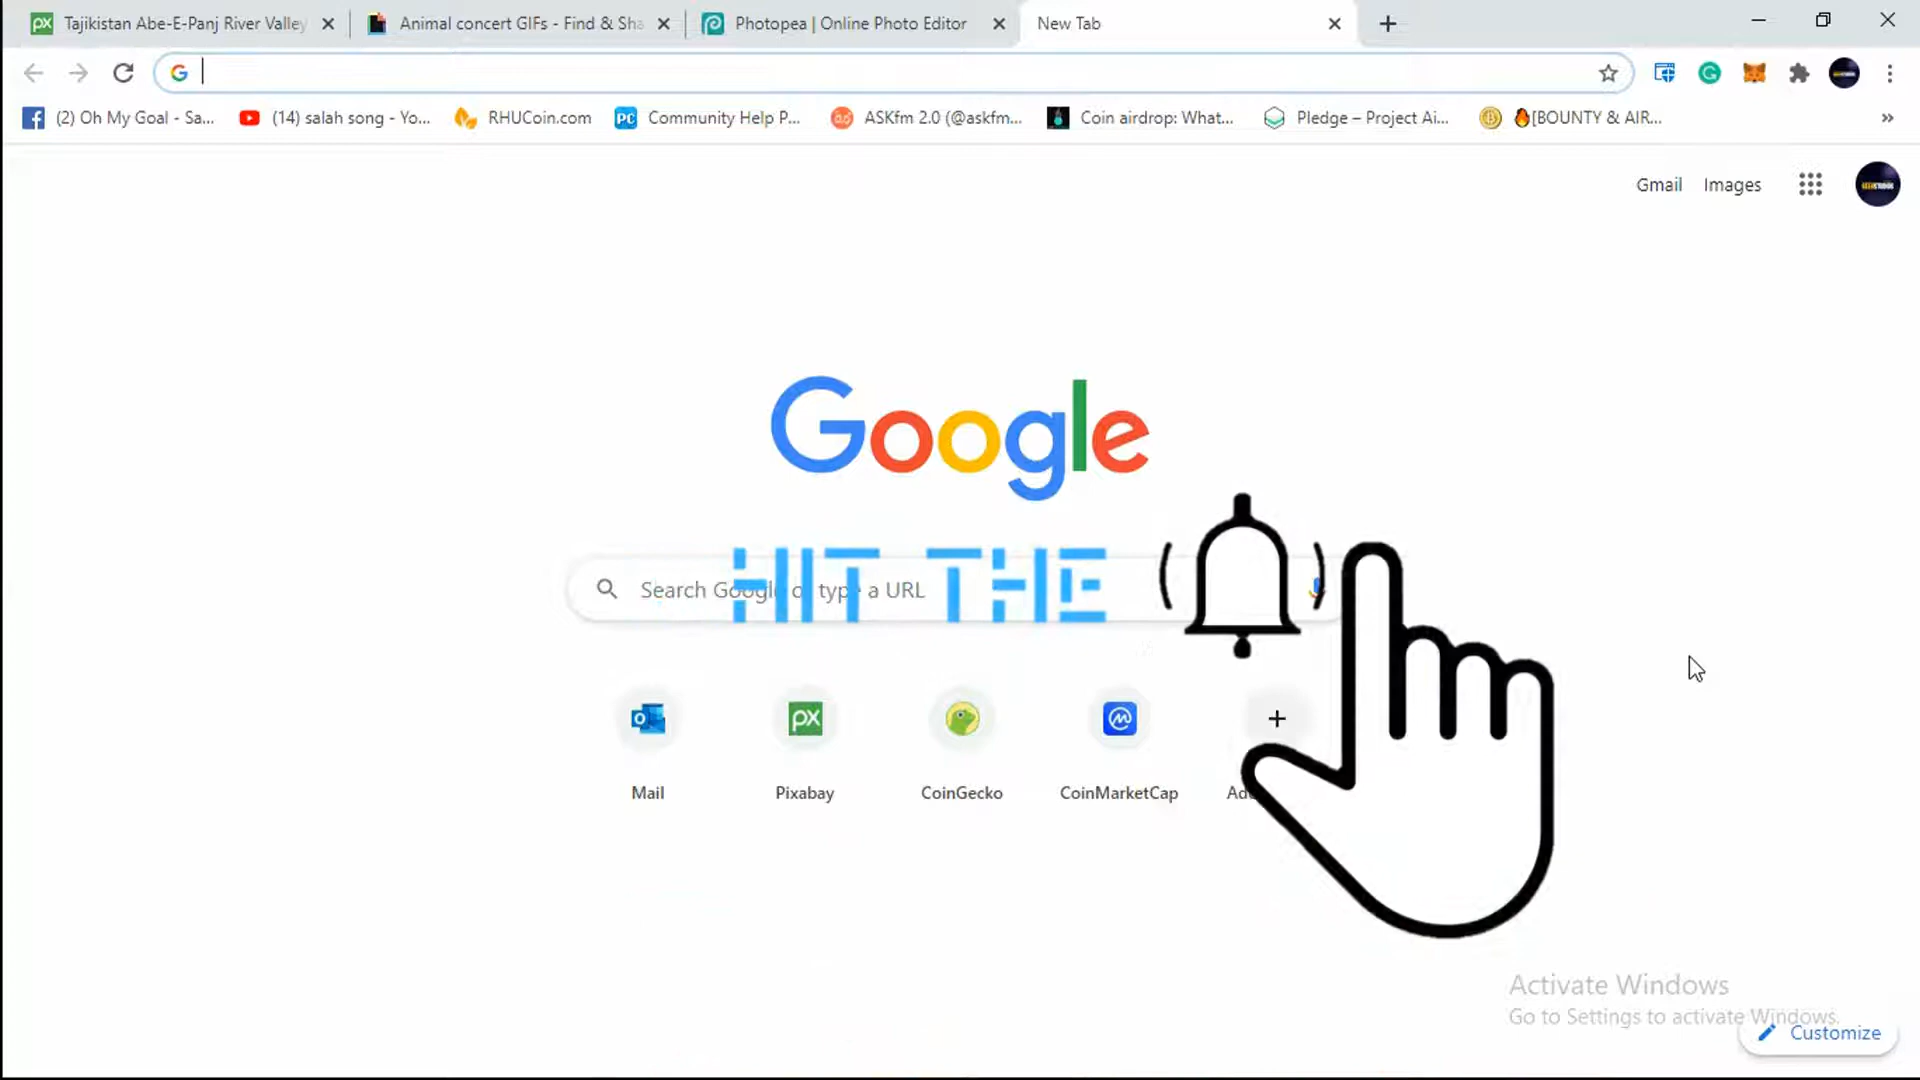 Tajikistan Abe-E-Panj River Valley
Animal concert GIFs - Find & Sha
Photopea | Online Photo Editor
New Tab
(2) Oh My Goal - Sa...
(14) salah song - Yo...
RHUCoin.com
Community Help P...
ASKfm 2.0 (@askfm...
Coin airdrop: What...
Pledge – Project Ai...
[BOUNTY & AIR...
Gmail
Images
Google
Search Google or type a URL
HIT THE
Mail
Pixabay
CoinGecko
CoinMarketCap
Activate Windows
Go to Settings to activate Windows.
Customize